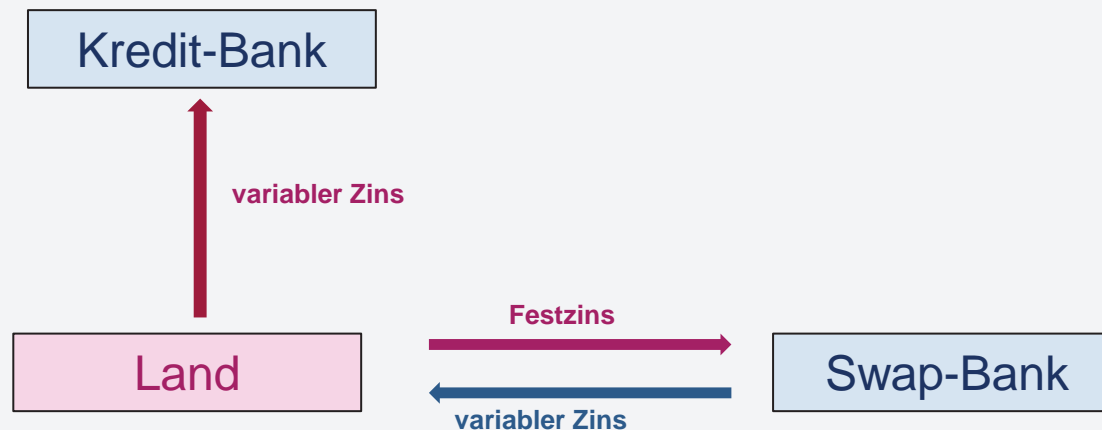 Kredit-Bank
variabler Zins
Festzins
Land
Swap-Bank
variabler Zins